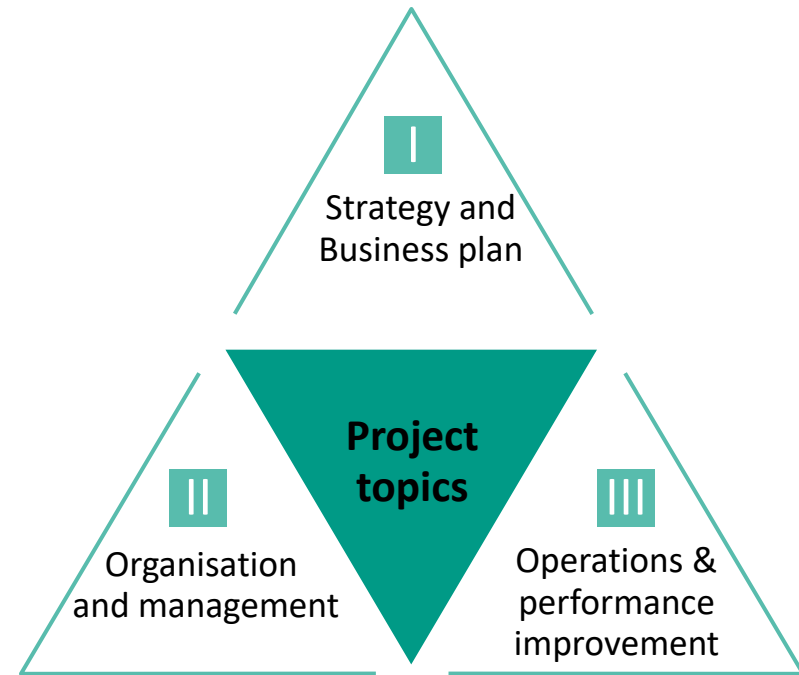 I
Strategy and
Business plan
Project
topics
II
Organisation
and management
III
Operations &
performance
improvement